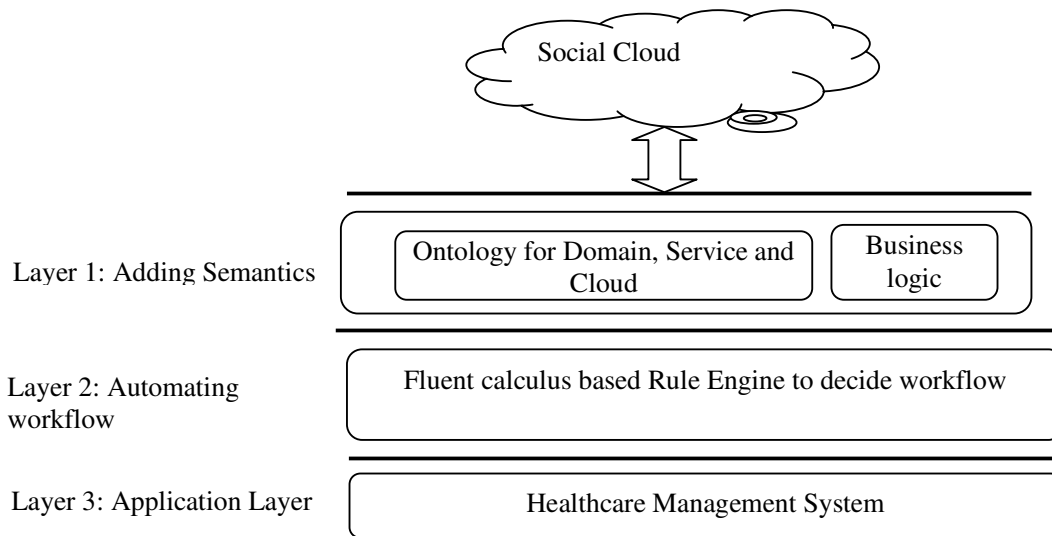 Social Cloud
Layer 1: Adding Semantics
Ontology for Domain, Service and
Cloud
Business
logic
Layer 2: Automating
workflow
Fluent calculus based Rule Engine to decide workflow
Layer 3: Application Layer
Healthcare Management System